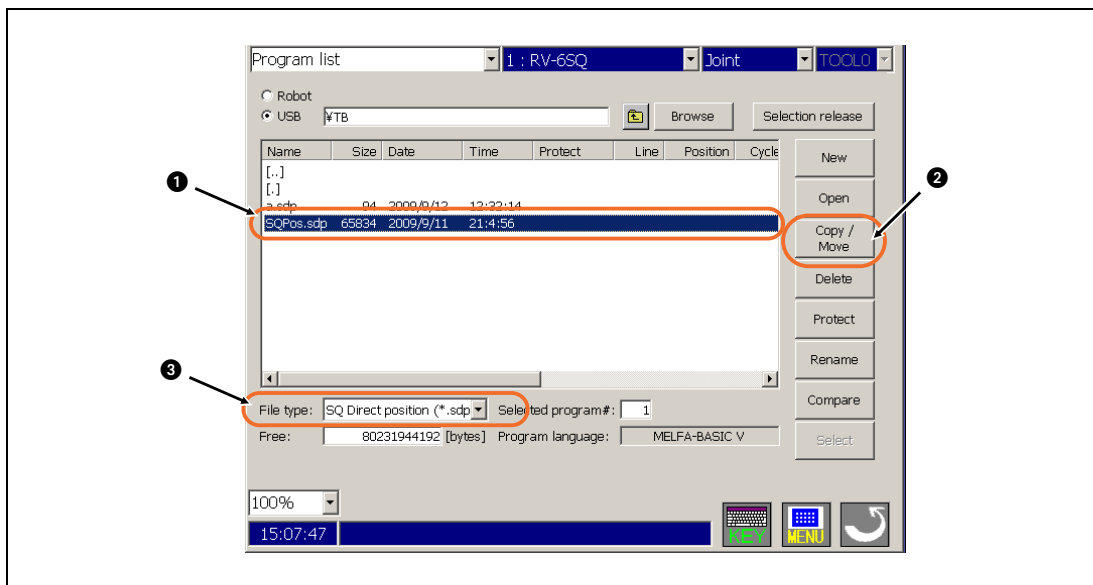 Program list 1 : RV-6SQ Joint TOOL0
Robot
USB ¥TB Browse Selection release
Name Size Date Time Protect Line Position Cycle
[..]
[.]
a.sdp 94 2009/9/12 12:32:14
SQPos.sdp 65834 2009/9/11 21:4:56
New
Open
Copy /
Move
Delete
Protect
Rename
Compare
Select
1
2
3
File type: SQ Direct position (*.sdp Selected program#: 1
Free: 80231944192 [bytes] Program language: MELFA-BASIC V
100%
15:07:47 KEY MENU